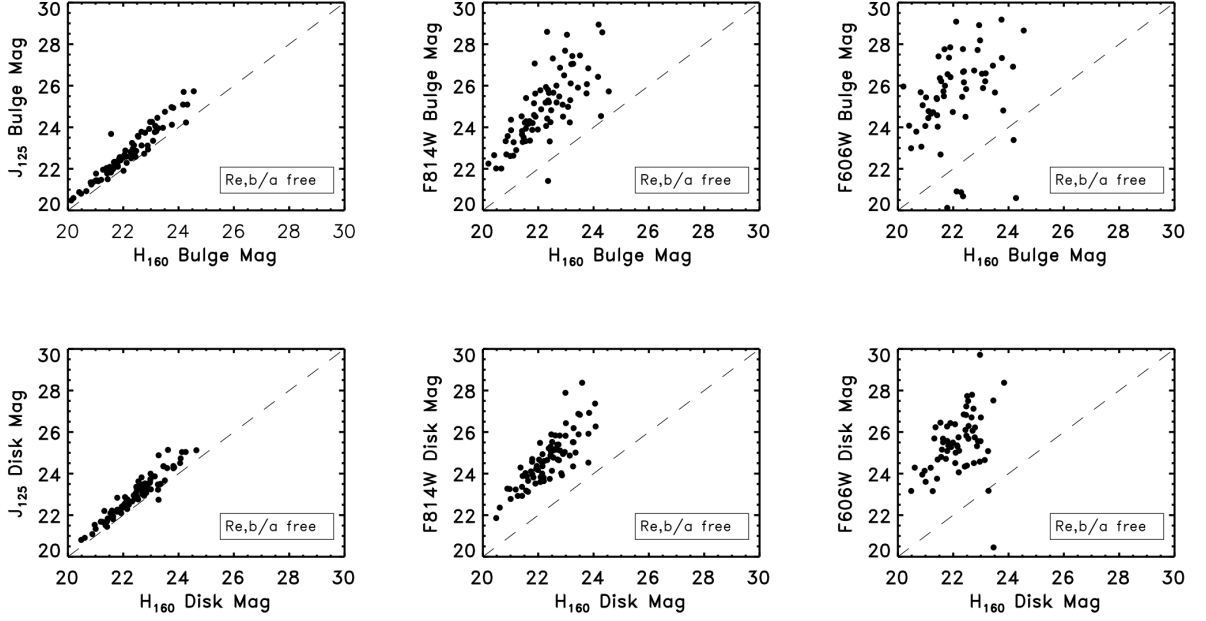 30
28
26
24
22
20
J125 Bulge Mag
Re,b/a free
20 22 24 26 28 30
H160 Bulge Mag
30
28
26
24
22
20
F814W Bulge Mag
Re,b/a free
20 22 24 26 28 30
H160 Bulge Mag
30
28
26
24
22
20
F606W Bulge Mag
Re,b/a free
20 22 24 26 28 30
H160 Bulge Mag
30
28
26
24
22
20
J125 Disk Mag
Re,b/a free
20 22 24 26 28 30
H160 Disk Mag
30
28
26
24
22
20
F814W Disk Mag
Re,b/a free
20 22 24 26 28 30
H160 Disk Mag
30
28
26
24
22
20
F606W Disk Mag
Re,b/a free
20 22 24 26 28 30
H160 Disk Mag